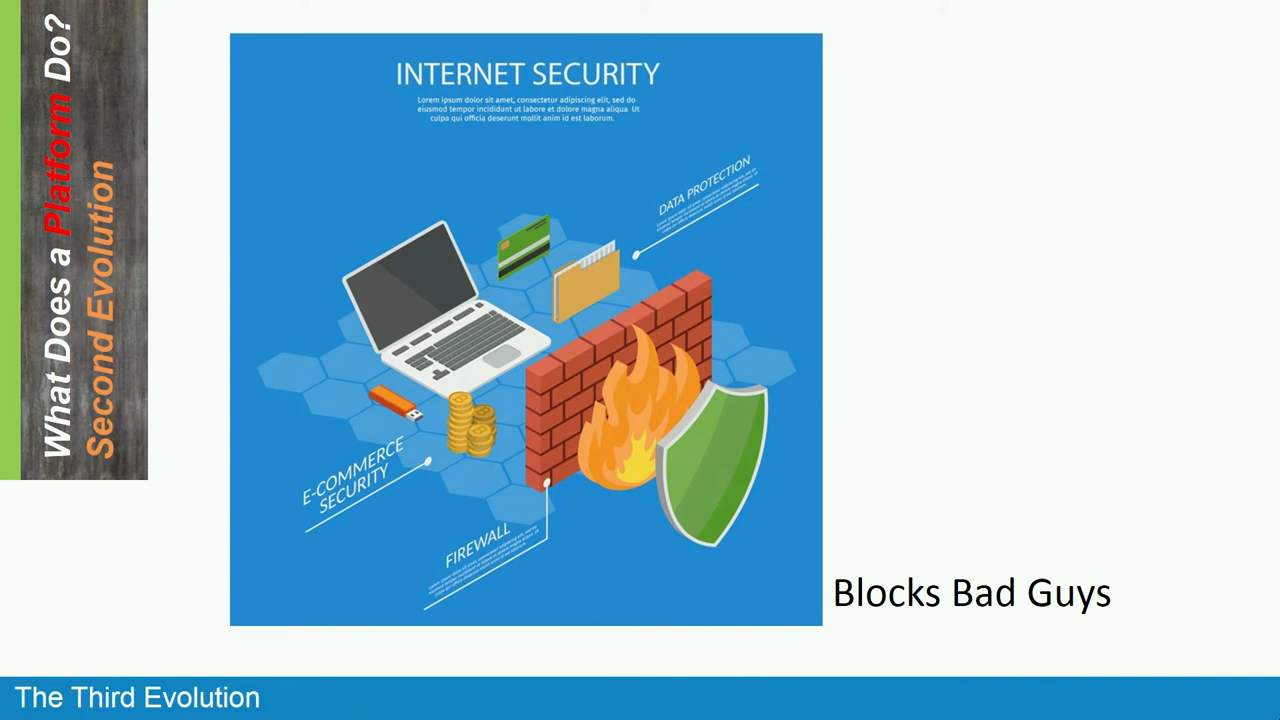 What Does a Platform Do?
Second Evolution
INTERNET SECURITY
Lorem ipsum dolor sit amet, consectetur adipiscing elit, sed do
eiusmod tempor incididunt ut labore et dolore magna aliqua Ut
culpa qui officia deserunt mollit anim id est laborum.
DATA PROTECTION
E-COMMERCE
SECURITY
FIREWALL
Blocks Bad Guys
The Third Evolution